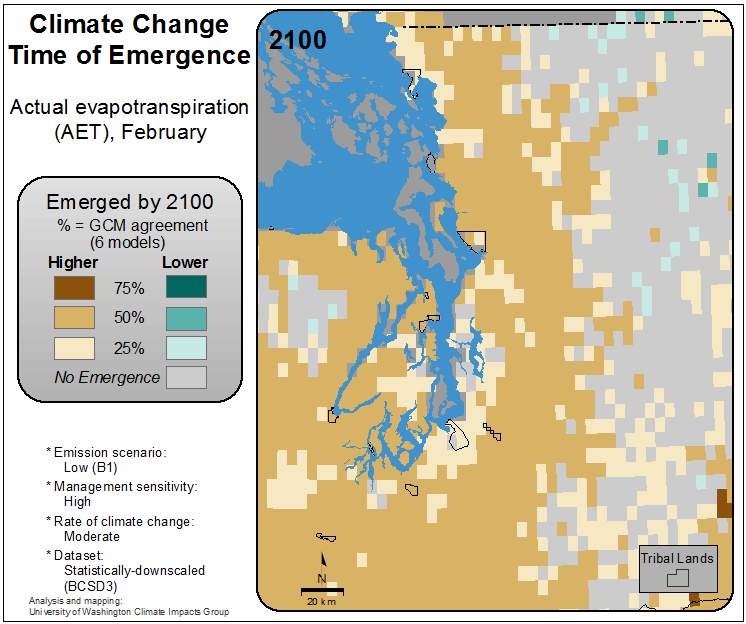 Climate Change
Time of Emergence
Actual evapotranspiration
(AET), February
Emerged by 2100
% = GCM agreement
(6 models)
Higher Lower
75%
50%
25%
No Emergence
* Emission scenario:
Low (B1)
* Management sensitivity:
High
* Rate of climate change:
Moderate
* Dataset:
Statistically-downscaled
(BCSD3)
Analysis and mapping:
University of Washington Climate Impacts Group
2100
N
20 km
Tribal Lands